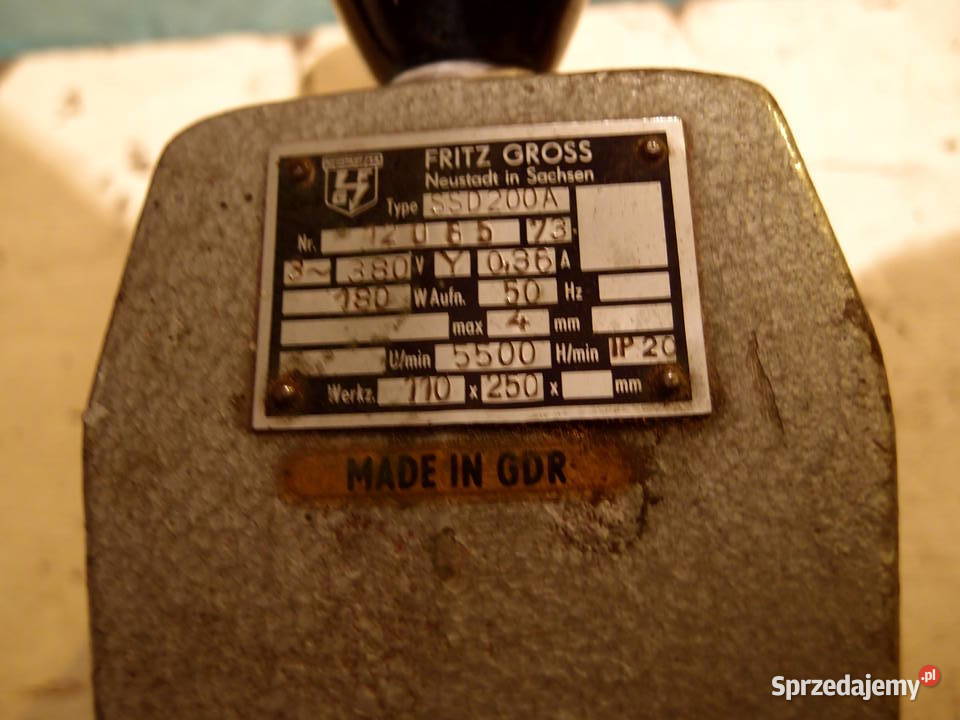 FRITZ GROSS
Neustadt in Sachsen
Type SSD200A
Nr. 12085 73
3~ 380 V Y 0,36 A
180 W Aufn. 50 Hz
max 4 mm
U/min 5500 H/min IP 20
Werkz. 110 x 250 x mm
MADE IN GDR
Sprzedajemy.pl